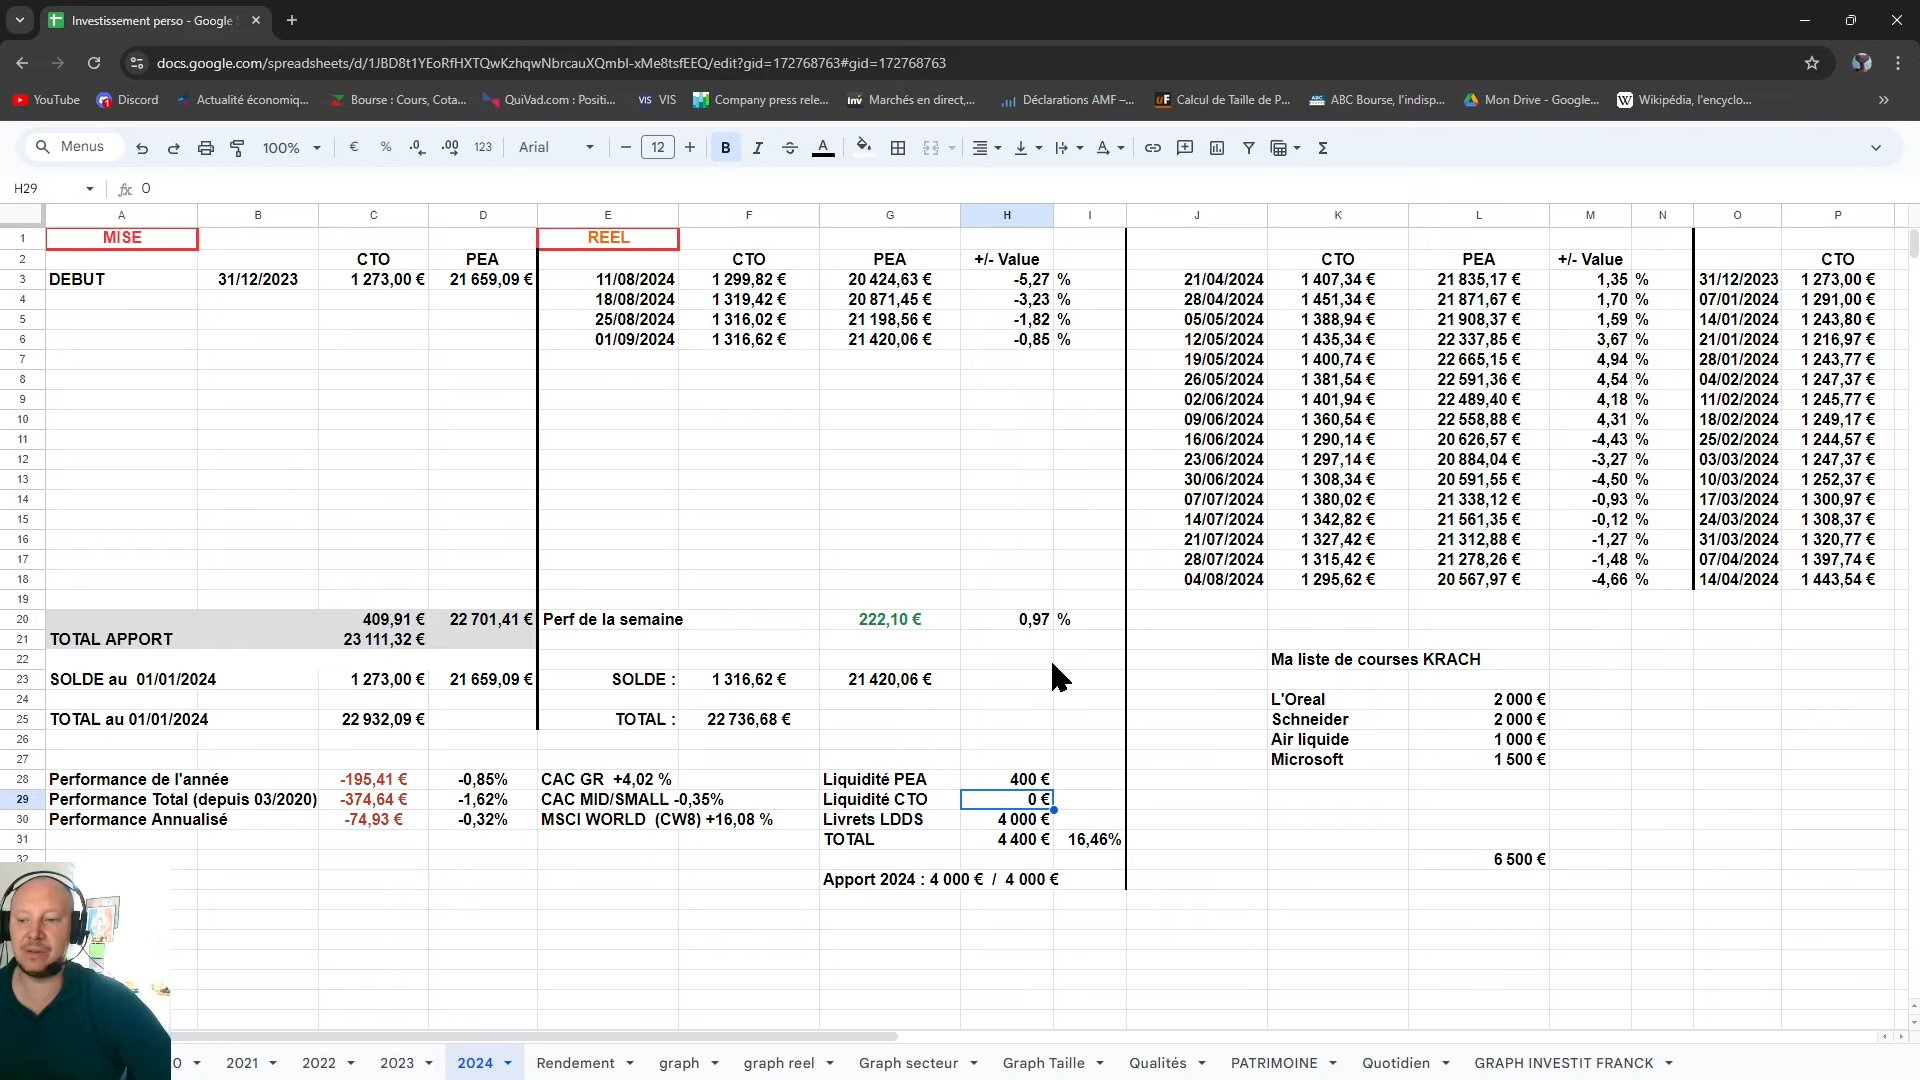 Investissement perso - Google
docs.google.com/spreadsheets/d/1JBD8t1YEoRfHXTQwKzhqwNbrcauXQmbl-xMe8tsfEEQ/edit?gid=172768763#gid=172768763
YouTube Discord Actualité économiq... Bourse : Cours, Cota... QuiVad.com : Positi... VIS VIS Company press rele... Inv Marchés en direct,... Déclarations AMF –... uF Calcul de Taille de P... ABC Bourse, l'indisp... Mon Drive - Google... W Wikipédia, l'encyclo...
Menus 100% € % .0 .00 123 Arial 12 B I A Σ
H29 fx 0
A B C D E F G H I J K L M N O P
1 MISE REEL
2 CTO PEA CTO PEA +/- Value CTO PEA +/- Value CTO
3 DEBUT 31/12/2023 1 273,00 € 21 659,09 € 11/08/2024 1 299,82 € 20 424,63 € -5,27 % 21/04/2024 1 407,34 € 21 835,17 € 1,35 % 31/12/2023 1 273,00 €
4 18/08/2024 1 319,42 € 20 871,45 € -3,23 % 28/04/2024 1 451,34 € 21 871,67 € 1,70 % 07/01/2024 1 291,00 €
5 25/08/2024 1 316,02 € 21 198,56 € -1,82 % 05/05/2024 1 388,94 € 21 908,37 € 1,59 % 14/01/2024 1 243,80 €
6 01/09/2024 1 316,62 € 21 420,06 € -0,85 % 12/05/2024 1 435,34 € 22 337,85 € 3,67 % 21/01/2024 1 216,97 €
7 19/05/2024 1 400,74 € 22 665,15 € 4,94 % 28/01/2024 1 243,77 €
8 26/05/2024 1 381,54 € 22 591,36 € 4,54 % 04/02/2024 1 247,37 €
9 02/06/2024 1 401,94 € 22 489,40 € 4,18 % 11/02/2024 1 245,77 €
10 09/06/2024 1 360,54 € 22 558,88 € 4,31 % 18/02/2024 1 249,17 €
11 16/06/2024 1 290,14 € 20 626,57 € -4,43 % 25/02/2024 1 244,57 €
12 23/06/2024 1 297,14 € 20 884,04 € -3,27 % 03/03/2024 1 247,37 €
13 30/06/2024 1 308,34 € 20 591,55 € -4,50 % 10/03/2024 1 252,37 €
14 07/07/2024 1 380,02 € 21 338,12 € -0,93 % 17/03/2024 1 300,97 €
15 14/07/2024 1 342,82 € 21 561,35 € -0,12 % 24/03/2024 1 308,37 €
16 21/07/2024 1 327,42 € 21 312,88 € -1,27 % 31/03/2024 1 320,77 €
17 28/07/2024 1 315,42 € 21 278,26 € -1,48 % 07/04/2024 1 397,74 €
18 04/08/2024 1 295,62 € 20 567,97 € -4,66 % 14/04/2024 1 443,54 €
19
20 409,91 € 22 701,41 € Perf de la semaine 222,10 € 0,97 %
21 TOTAL APPORT 23 111,32 €
22 Ma liste de courses KRACH
23 SOLDE au 01/01/2024 1 273,00 € 21 659,09 € SOLDE : 1 316,62 € 21 420,06 €
24 L'Oreal 2 000 €
25 TOTAL au 01/01/2024 22 932,09 € TOTAL : 22 736,68 € Schneider 2 000 €
26 Air liquide 1 000 €
27 Microsoft 1 500 €
28 Performance de l'année -195,41 € -0,85% CAC GR +4,02 % Liquidité PEA 400 €
29 Performance Total (depuis 03/2020) -374,64 € -1,62% CAC MID/SMALL -0,35% Liquidité CTO 0 €
30 Performance Annualisé -74,93 € -0,32% MSCI WORLD (CW8) +16,08 % Livrets LDDS 4 000 €
31 TOTAL 4 400 € 16,46%
32 6 500 €
Apport 2024 : 4 000 € / 4 000 €
0 2021 2022 2023 2024 Rendement graph graph reel Graph secteur Graph Taille Qualités PATRIMOINE Quotidien GRAPH INVESTIT FRANCK